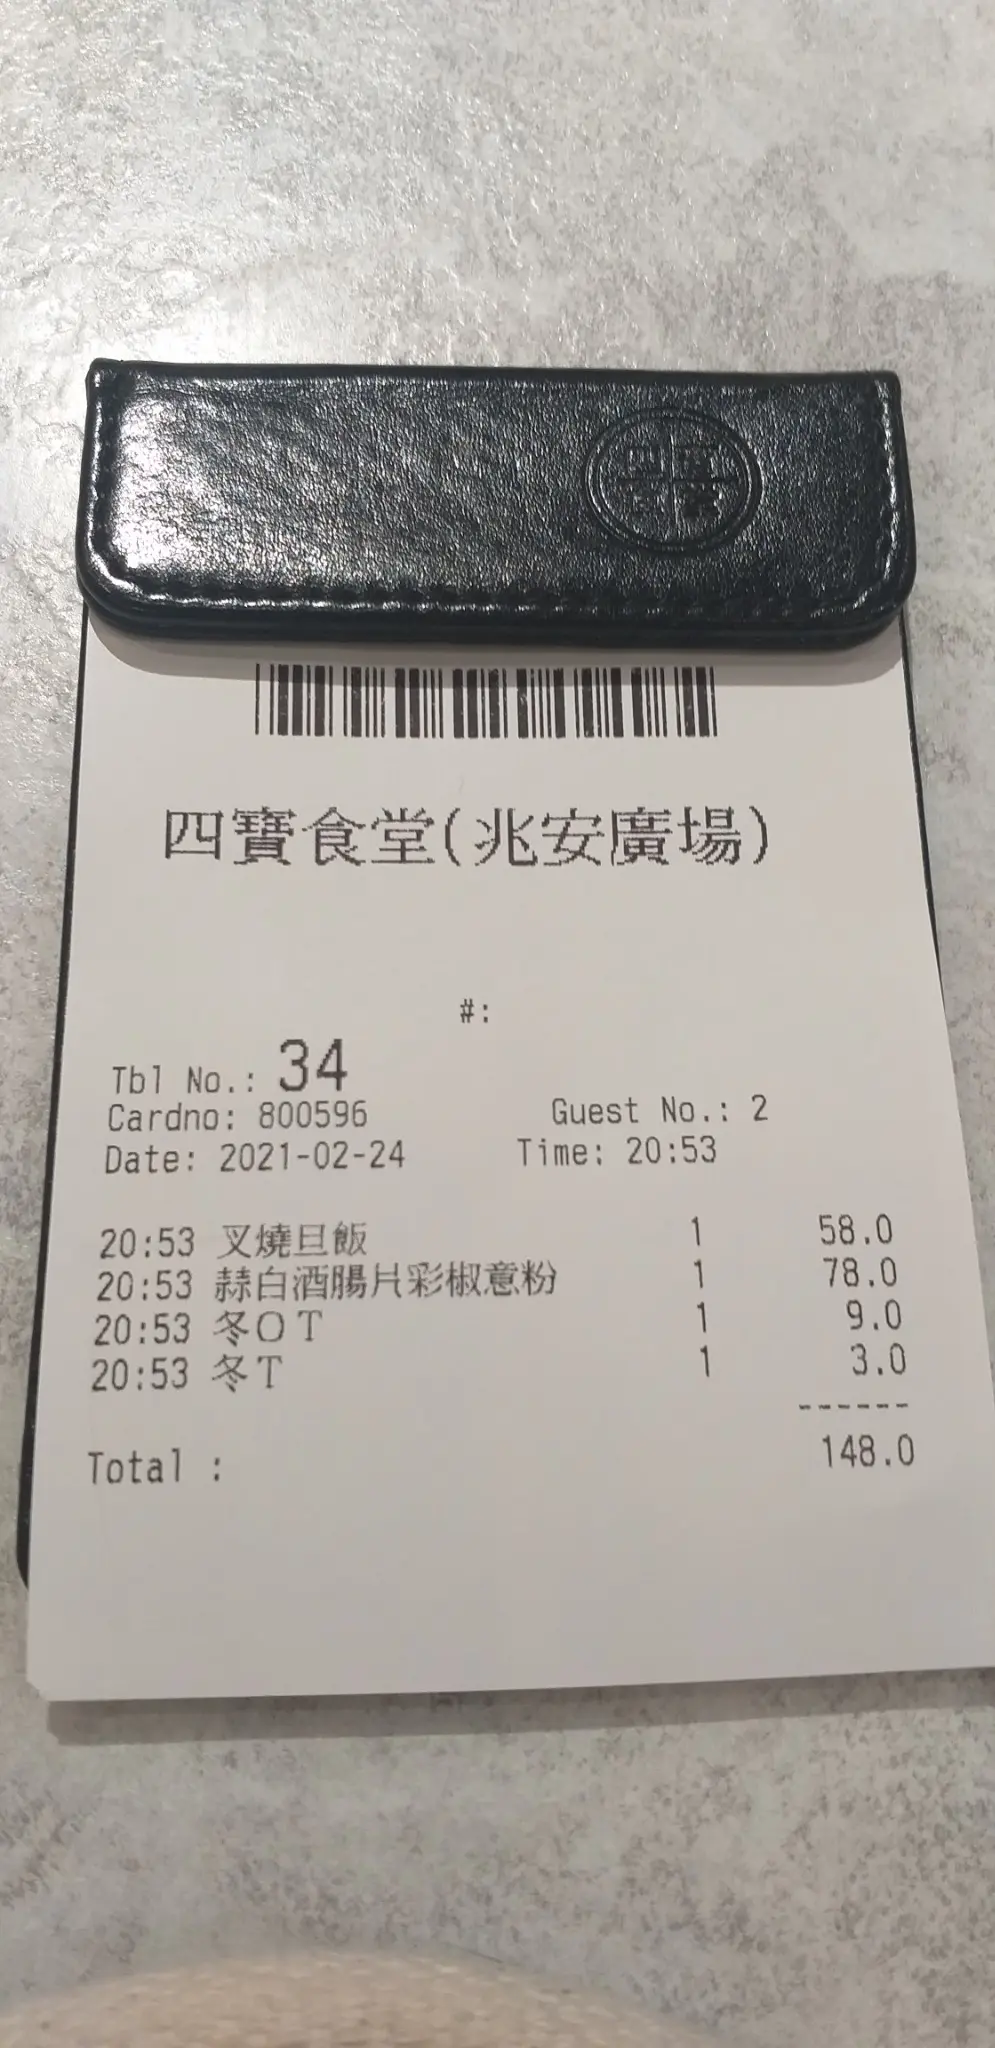 四寶食堂(兆安廣場)
#:
Tbl No.: 34
Cardno: 800596 Guest No.: 2
Date: 2021-02-24 Time: 20:53
20:53 叉燒旦飯 1 58.0
20:53 蒜白酒腸片彩椒意粉 1 78.0
20:53 冬OT 1 9.0
20:53 冬T 1 3.0
Total : 148.0